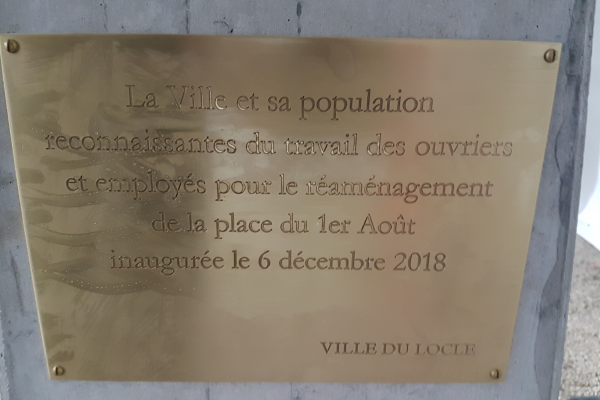 La Ville et sa population
reconnaissantes du travail des ouvriers
et employés pour le réaménagement
de la place du 1er Août
inaugurée le 6 décembre 2018
VILLE DU LOCLE